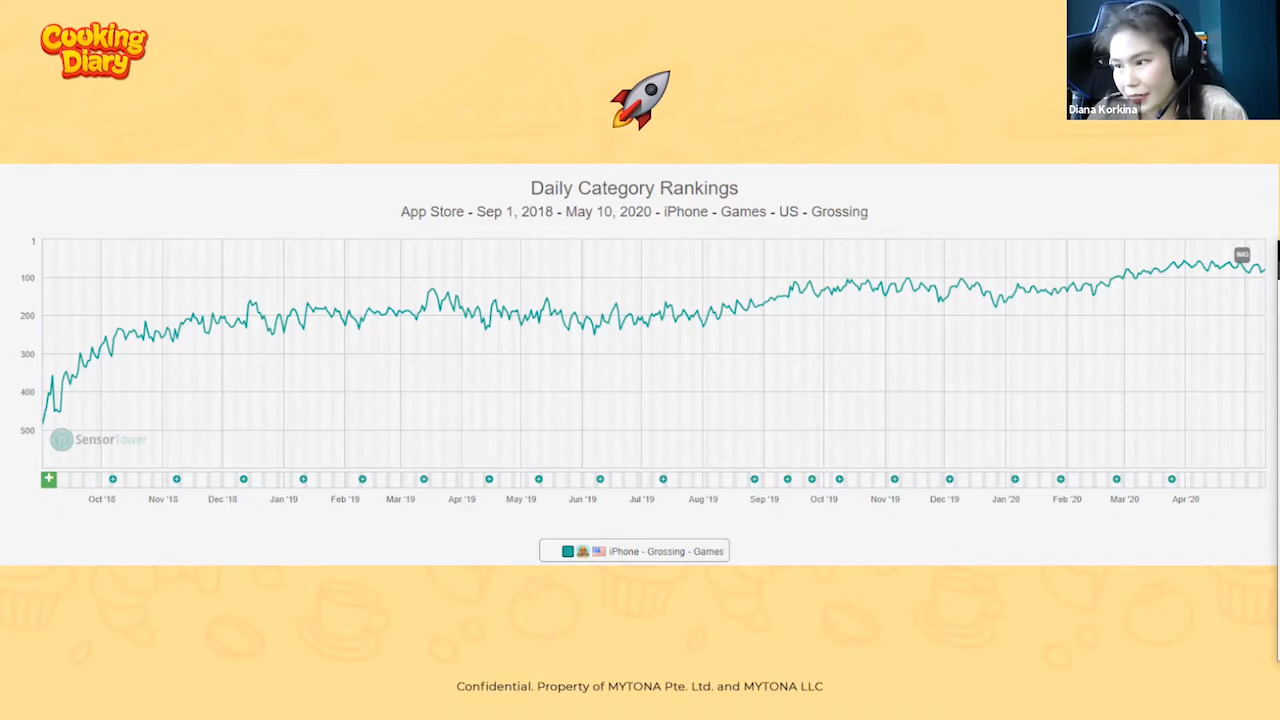 Cooking
Diary
Diana Korkina
Daily Category Rankings
App Store - Sep 1, 2018 - May 10, 2020 - iPhone - Games - US - Grossing
1
IMG
100
200
300
400
500
SensorTower
Oct '18 Nov '18 Dec '18 Jan '19 Feb '19 Mar '19 Apr '19 May '19 Jun '19 Jul '19 Aug '19 Sep '19 Oct '19 Nov '19 Dec '19 Jan '20 Feb '20 Mar '20 Apr '20
iPhone - Grossing - Games
Confidential. Property of MYTONA Pte. Ltd. and MYTONA LLC